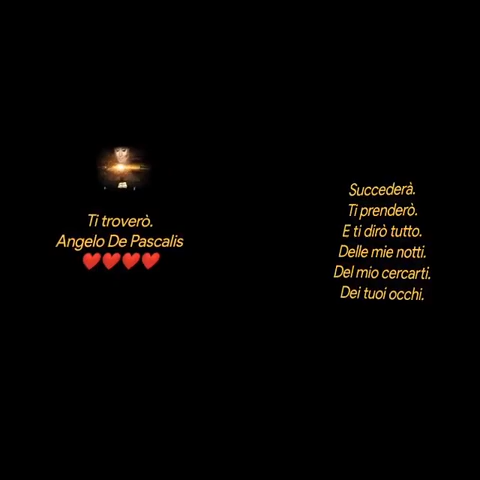 Ti troverò.
Angelo De Pascalis
❤️❤️❤️❤️
Succederà.
Ti prenderò.
E ti dirò tutto.
Delle mie notti.
Del mio cercarti.
Dei tuoi occhi.